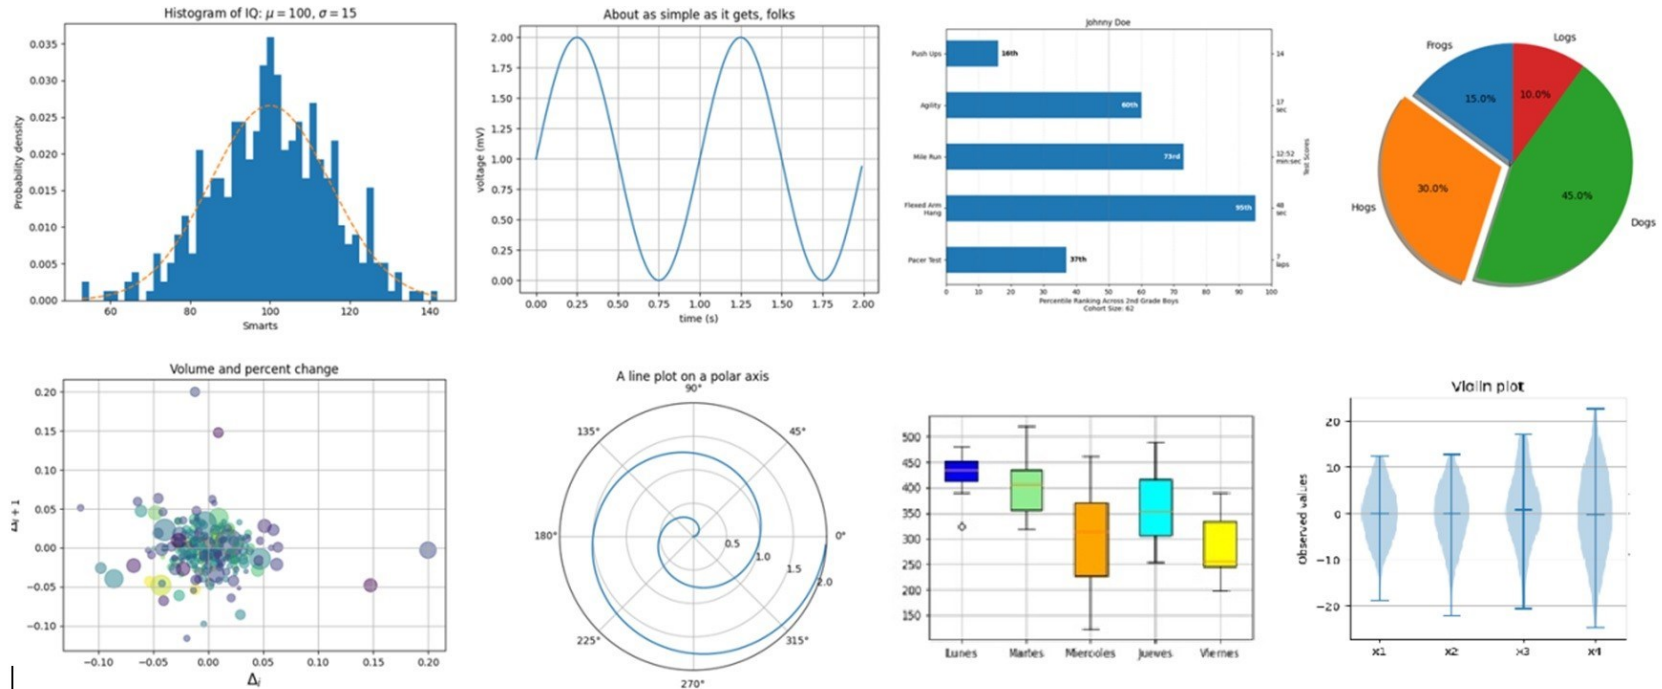 Histogram of IQ: μ = 100, σ = 15
0.035
0.030
0.025
0.020
0.015
0.010
0.005
0.000
Probability density
60 80 100 120 140
Smarts
About as simple as it gets, folks
2.00
1.75
1.50
1.25
1.00
0.75
0.50
0.25
0.00
voltage (mV)
0.00 0.25 0.50 0.75 1.00 1.25 1.50 1.75 2.00
time (s)
Johnny Doe
Push Ups 16th 14
Agility 60th 17
sec
Mile Run 73rd 12:52
min:sec
Flexed Arm
Hang 95th 48
sec
Pacer Test 37th 7
laps
Test Scores
0 10 20 30 40 50 60 70 80 90 100
Percentile Ranking Across 2nd Grade Boys
Cohort Size: 62
Frogs
Logs
15.0%
10.0%
Hogs
30.0%
45.0%
Dogs
Volume and percent change
0.20
0.15
0.10
0.05
0.00
−0.05
−0.10
Δi + 1
−0.10 −0.05 0.00 0.05 0.10 0.15 0.20
Δi
A line plot on a polar axis
90°
135° 45°
180° 0°
0.5
1.0
1.5
2.0
225° 315°
270°
500
450
400
350
300
250
200
150
Lunes Martes Miercoles Jueves Viernes
Violin plot
20
10
0
−10
−20
Observed values
x1 x2 x3 x4